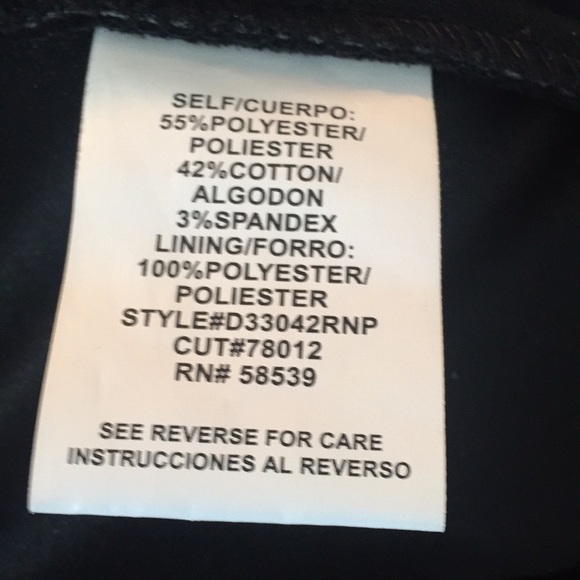 SELF/CUERPO:
55%POLYESTER/
POLIESTER
42%COTTON/
ALGODON
3%SPANDEX
LINING/FORRO:
100%POLYESTER/
POLIESTER
STYLE#D33042RNP
CUT#78012
RN# 58539
SEE REVERSE FOR CARE
INSTRUCCIONES AL REVERSO